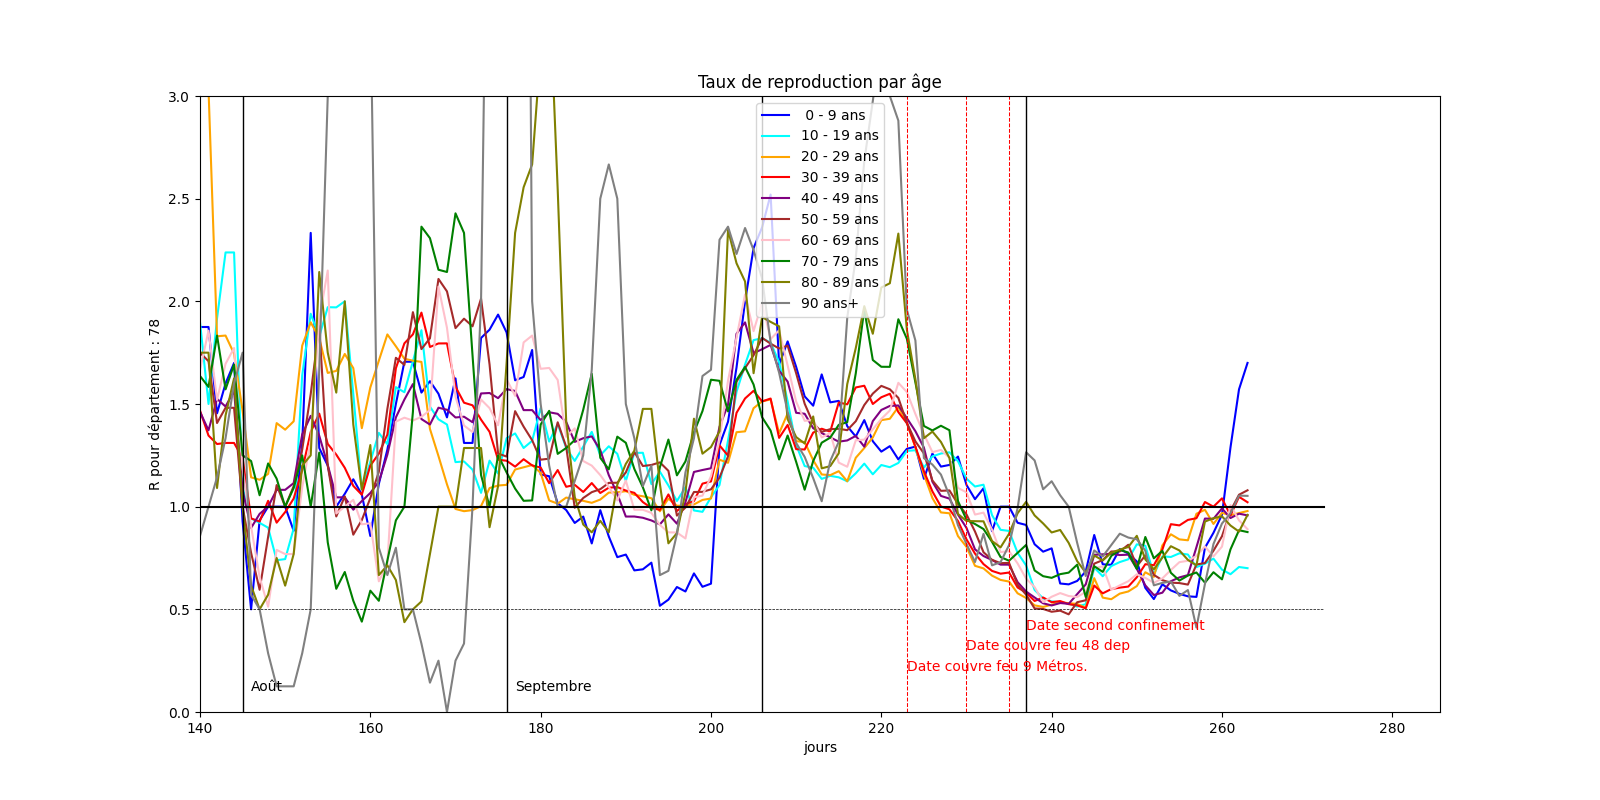 Taux de reproduction par âge
3.0
2.5
2.0
1.5
1.0
0.5
0.0
R pour département : 78
0 - 9 ans
10 - 19 ans
20 - 29 ans
30 - 39 ans
40 - 49 ans
50 - 59 ans
60 - 69 ans
70 - 79 ans
80 - 89 ans
90 ans+
Date second confinement
Date couvre feu 48 dep
Date couvre feu 9 Métros.
Août
Septembre
140
160
180
200
220
240
260
280
jours